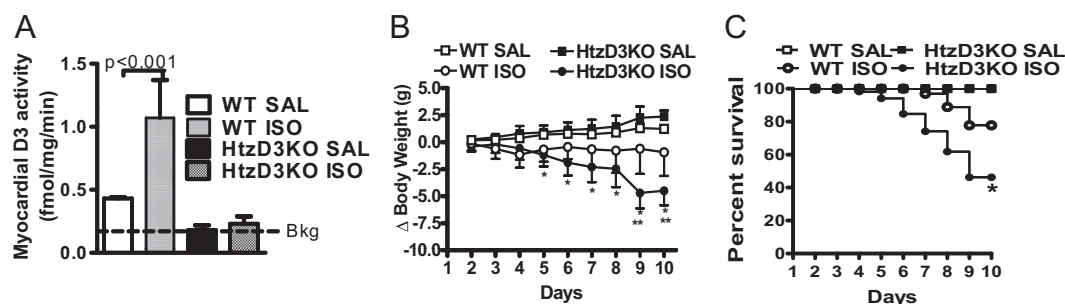 A
Myocardial D3 activity
(fmol/mg/min)
1.5
1.0
0.5
0.0
p<0.001
WT SAL
WT ISO
HtzD3KO SAL
HtzD3KO ISO
Bkg
B
WT SAL
HtzD3KO SAL
WT ISO
HtzD3KO ISO
Δ Body Weight (g)
5.0
2.5
0.0
-2.5
-5.0
-7.5
-10.0
* * * * * *
** **
1 2 3 4 5 6 7 8 9 10
Days
C
WT SAL
HtzD3KO SAL
WT ISO
HtzD3KO ISO
Percent survival
100
80
60
40
20
0
*
1 2 3 4 5 6 7 8 9 10
Days